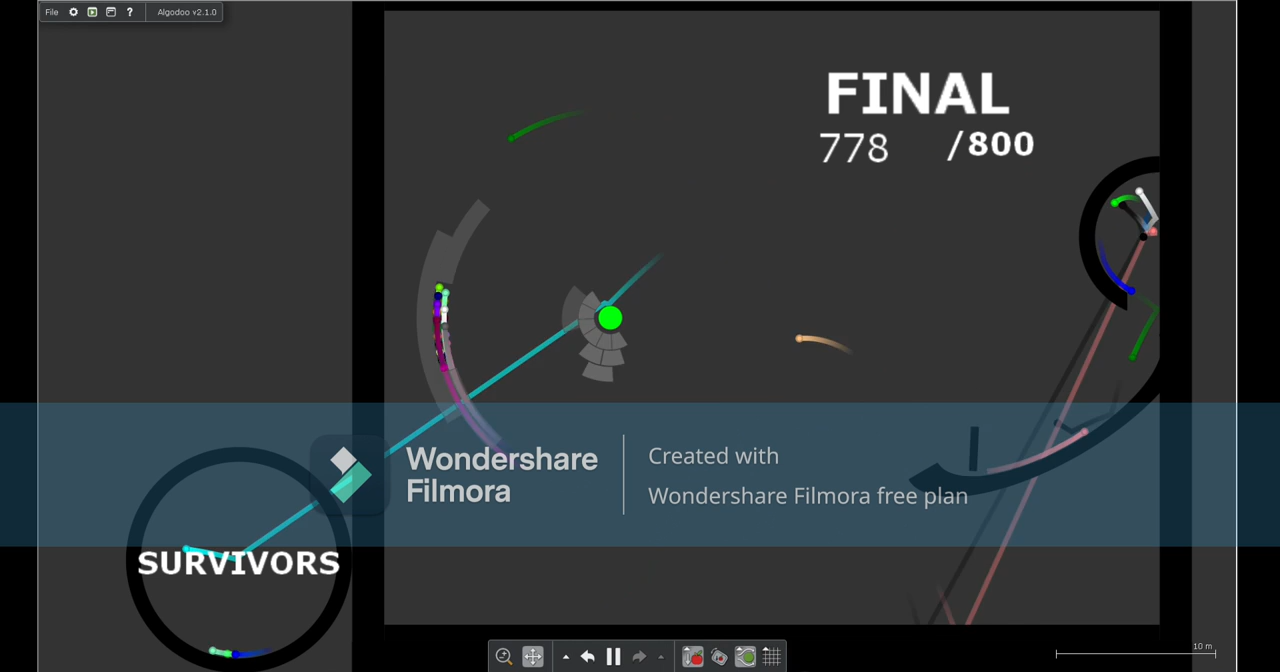 File
Algodoo v2.1.0
FINAL
778 /800
Wondershare
Filmora
Created with
Wondershare Filmora free plan
SURVIVORS
10 m